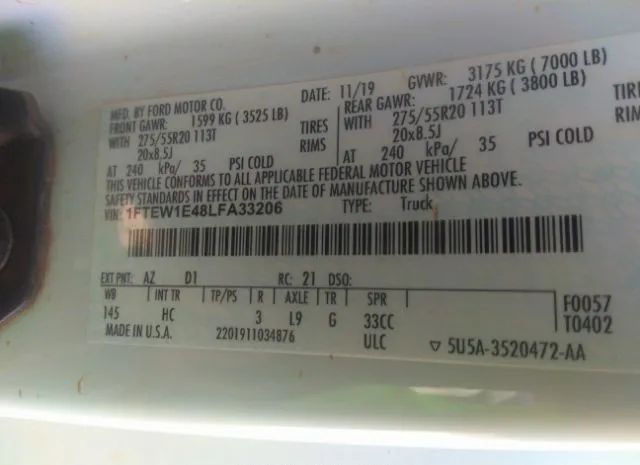 MFD. BY FORD MOTOR CO. DATE: 11/19 GVWR: 3175 KG ( 7000 LB)
FRONT GAWR: 1599 KG ( 3525 LB) REAR GAWR: 1724 KG ( 3800 LB)
WITH 275/55R20 113T TIRES WITH 275/55R20 113T TIRE
20x8.5J RIMS 20x8.5J RIMS
AT 240 kPa/ 35 PSI COLD AT 240 kPa/ 35 PSI COLD
THIS VEHICLE CONFORMS TO ALL APPLICABLE FEDERAL MOTOR VEHICLE
SAFETY STANDARDS IN EFFECT ON THE DATE OF MANUFACTURE SHOWN ABOVE.
VIN: 1FTEW1E48LFA33206 TYPE: Truck
EXT PNT: AZ D1 RC: 21 DSO:
WB INT TR TP/PS R AXLE TR SPR F0057
145 HC 3 L9 G 33CC T0402
MADE IN U.S.A. 2201911034876 ULC ▽ 5U5A-3520472-AA